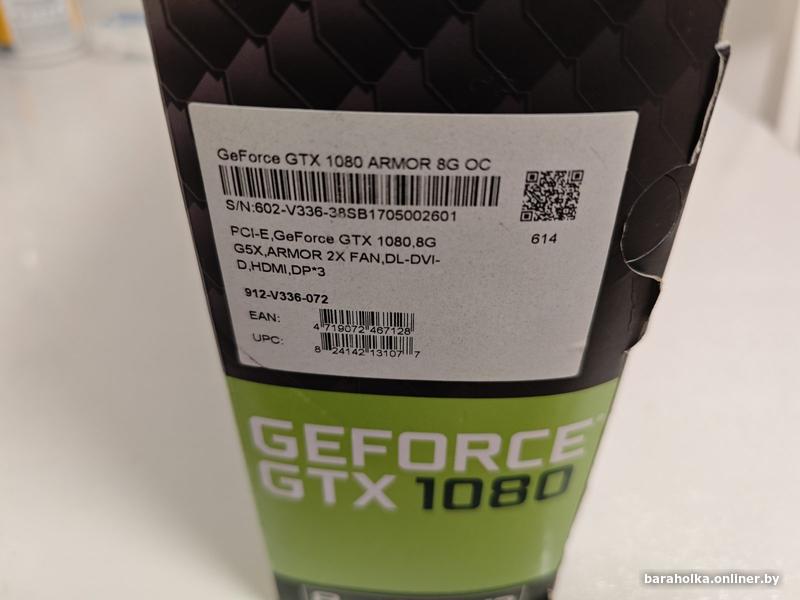 GeForce GTX 1080 ARMOR 8G OC
S/N:602-V336-38SB1705002601
614
PCI-E,GeForce GTX 1080,8G
G5X,ARMOR 2X FAN,DL-DVI-
D,HDMI,DP*3
912-V336-072
EAN:
4 719072 467128
UPC:
8 24142 13107 7
GEFORCE
GTX 1080
baraholka.onliner.by